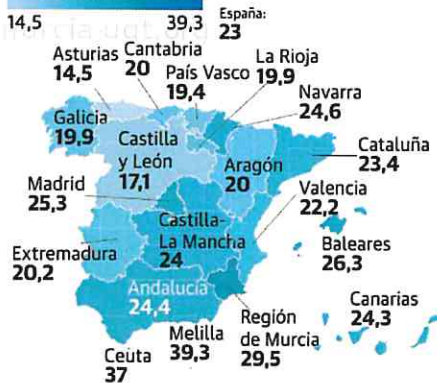 14,5 39,3
España:
23
murcia-ugt.org
Asturias
14,5
Cantabria
20
País Vasco
19,4
La Rioja
19,9
Navarra
24,6
Galicia
19,9
Castilla
y León
17,1
Aragón
20
Cataluña
23,4
Madrid
25,3
Valencia
22,2
Castilla-
La Mancha
24
Extremadura
20,2
Baleares
26,3
Andalucía
24,4
Canarias
24,3
Melilla
39,3
Región
de Murcia
29,5
Ceuta
37